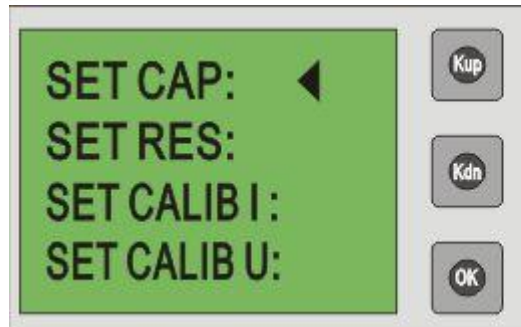 SET CAP:
SET RES:
SET CALIB I :
SET CALIB U:
Kup
Kdn
OK